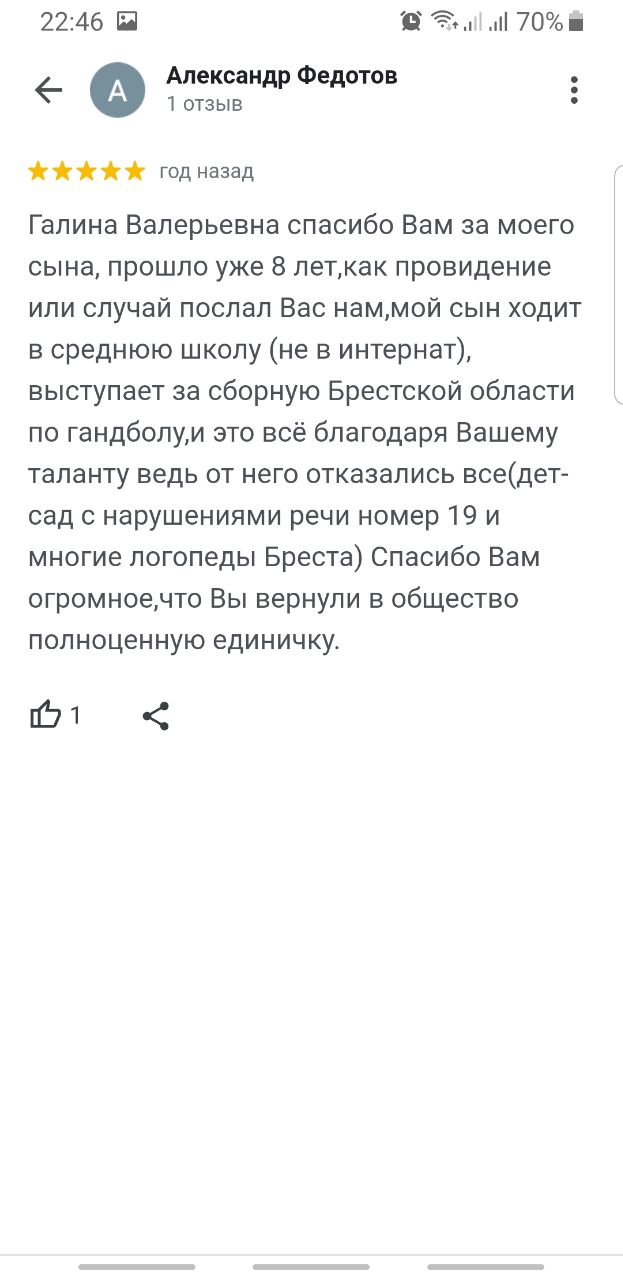 22:46 70%
Александр Федотов
1 отзыв
год назад
Галина Валерьевна спасибо Вам за моего
сына, прошло уже 8 лет,как провидение
или случай послал Вас нам,мой сын ходит
в среднюю школу (не в интернат),
выступает за сборную Брестской области
по гандболу,и это всё благодаря Вашему
таланту ведь от него отказались все(дет-
сад с нарушениями речи номер 19 и
многие логопеды Бреста) Спасибо Вам
огромное,что Вы вернули в общество
полноценную единичку.
1